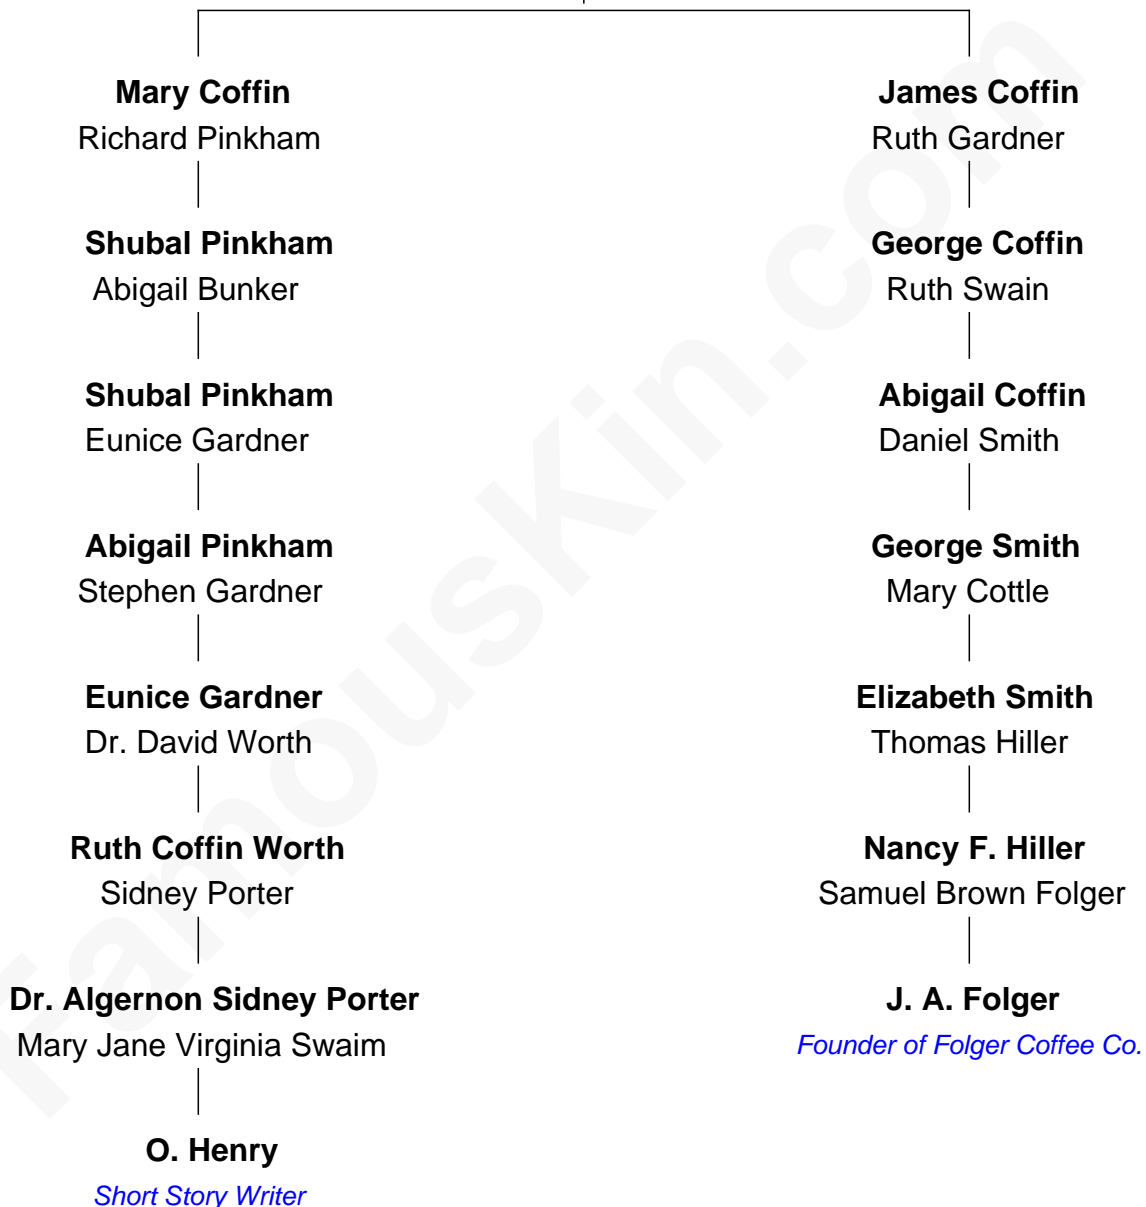 Mary Coffin
Richard Pinkham
Shubal Pinkham
Abigail Bunker
Shubal Pinkham
Eunice Gardner
Abigail Pinkham
Stephen Gardner
Eunice Gardner
Dr. David Worth
Ruth Coffin Worth
Sidney Porter
Dr. Algernon Sidney Porter
Mary Jane Virginia Swaim
O. Henry
Short Story Writer
James Coffin
Ruth Gardner
George Coffin
Ruth Swain
Abigail Coffin
Daniel Smith
George Smith
Mary Cottle
Elizabeth Smith
Thomas Hiller
Nancy F. Hiller
Samuel Brown Folger
J. A. Folger
Founder of Folger Coffee Co.
FamousKin.com